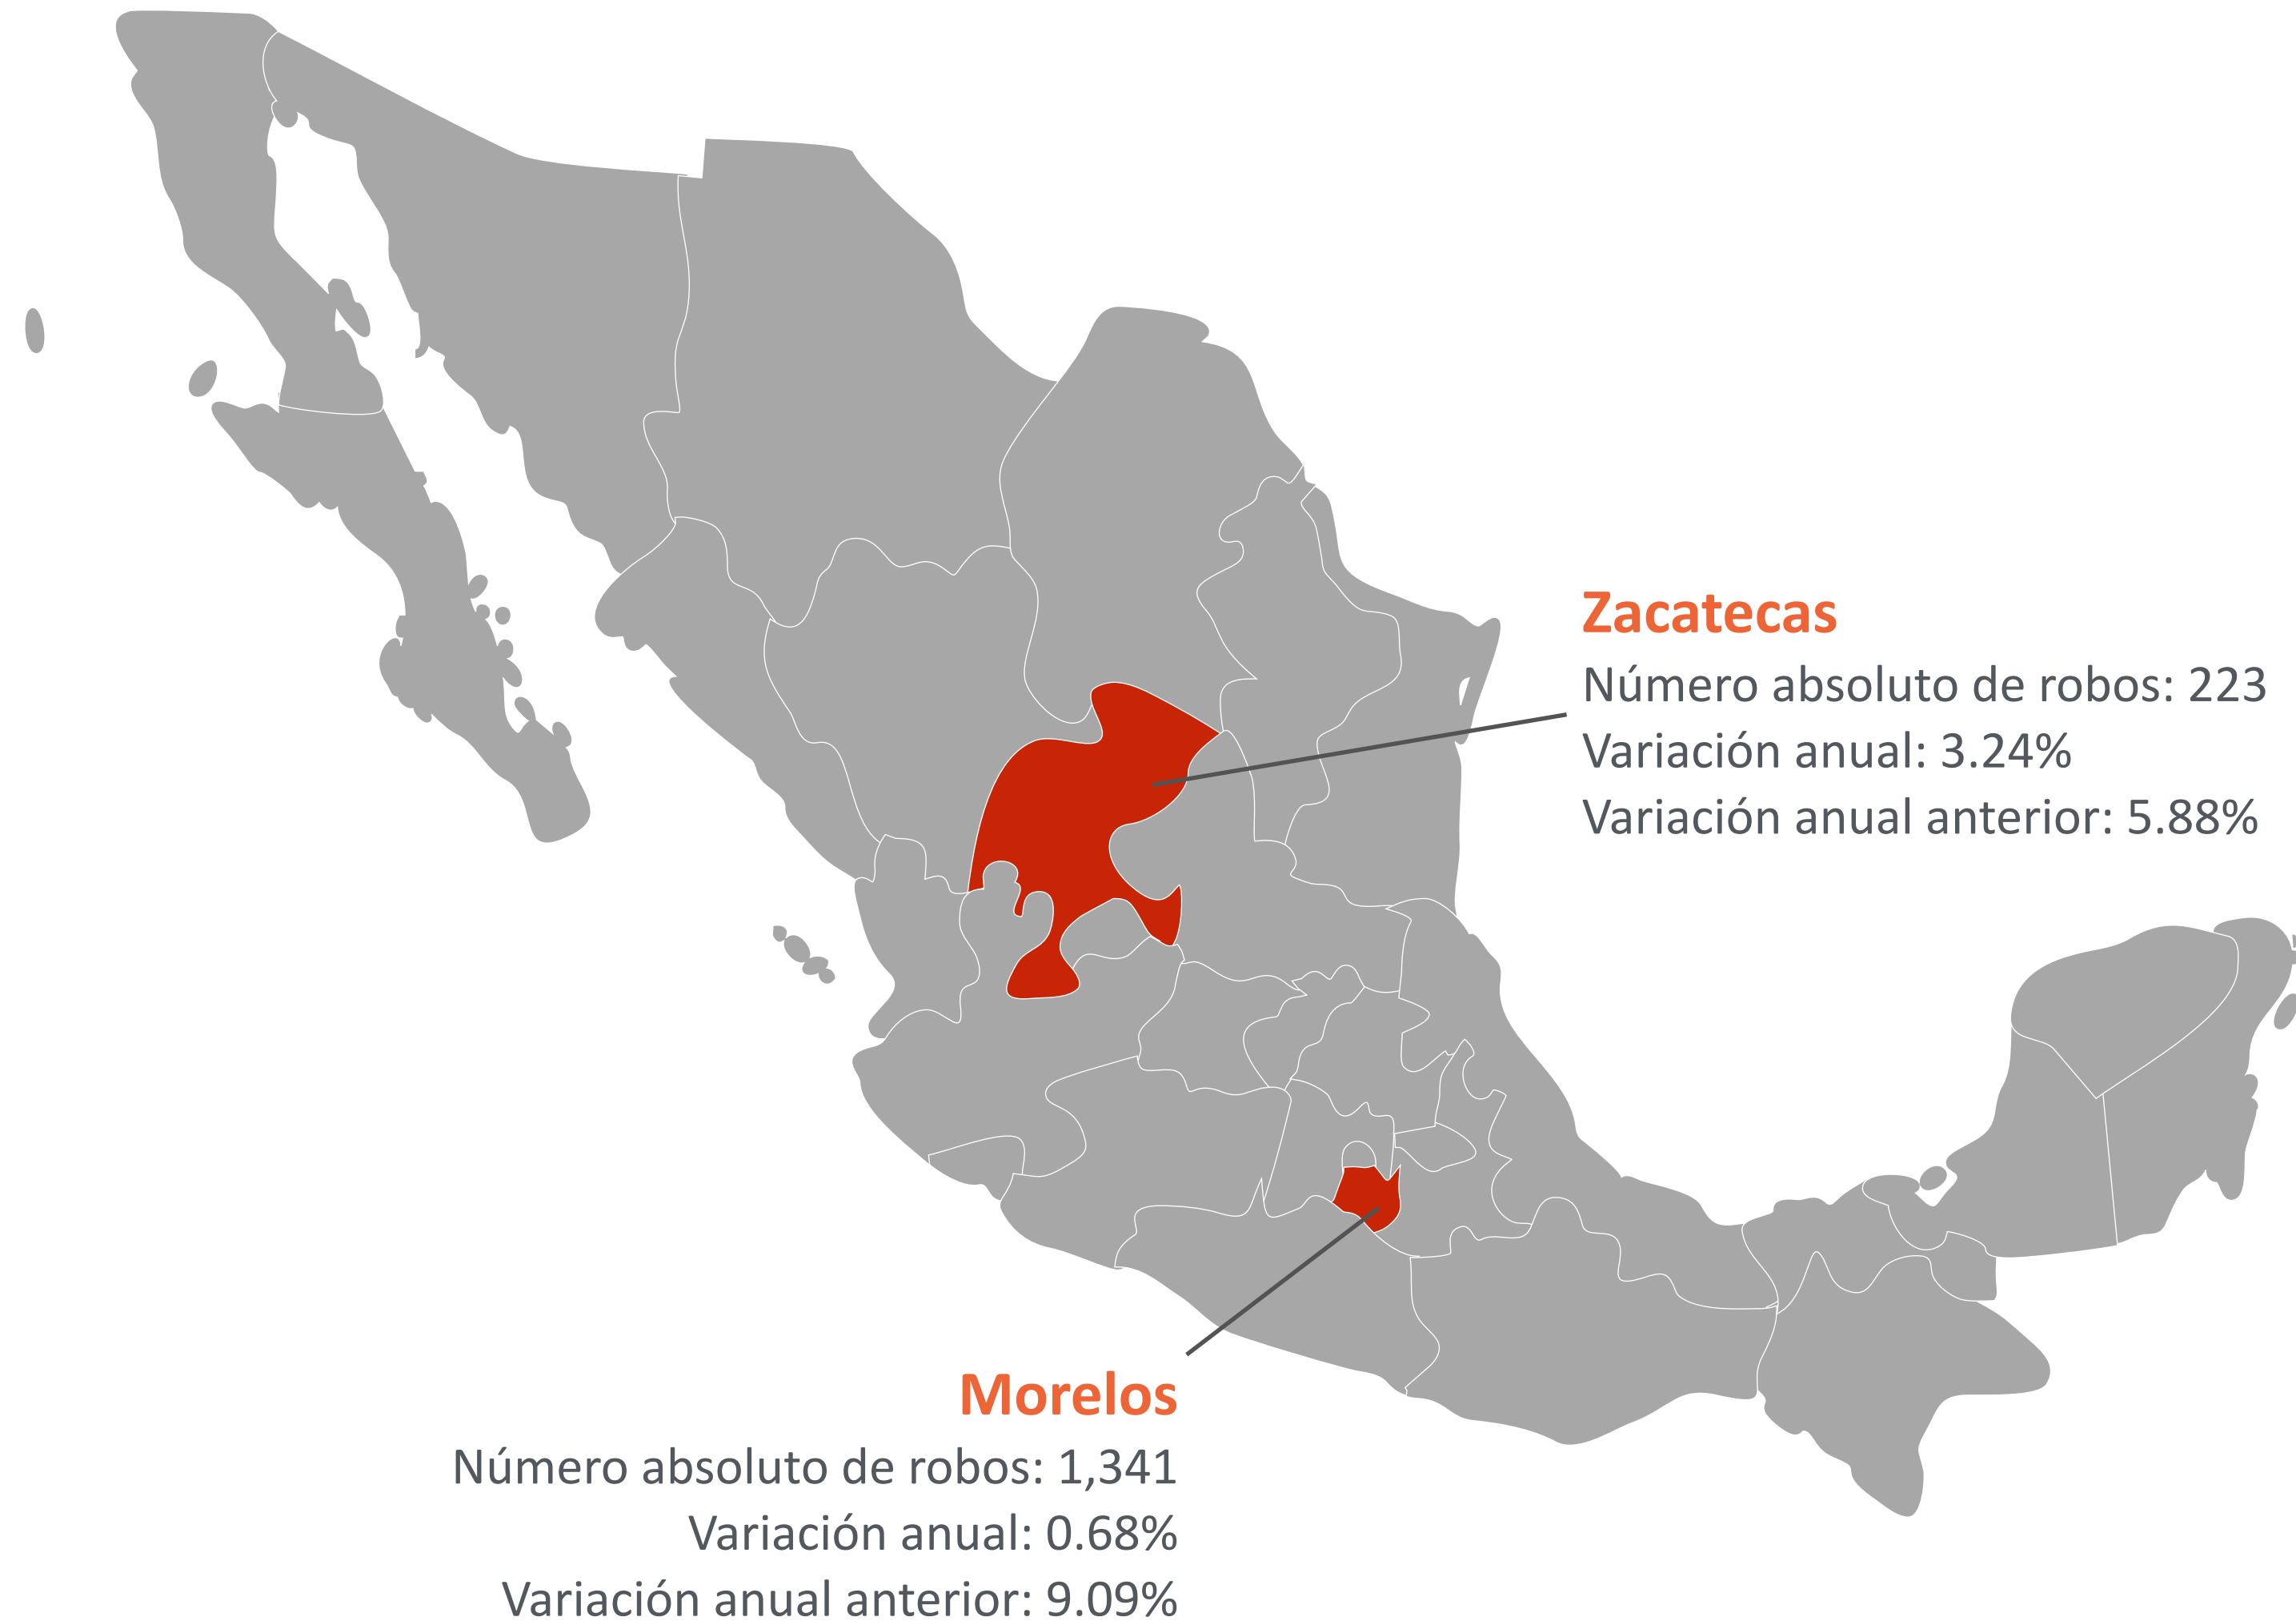 Zacatecas
Número absoluto de robos: 223
Variación anual: 3.24%
Variación anual anterior: 5.88%
Morelos
Número absoluto de robos: 1,341
Variación anual: 0.68%
Variación anual anterior: 9.09%